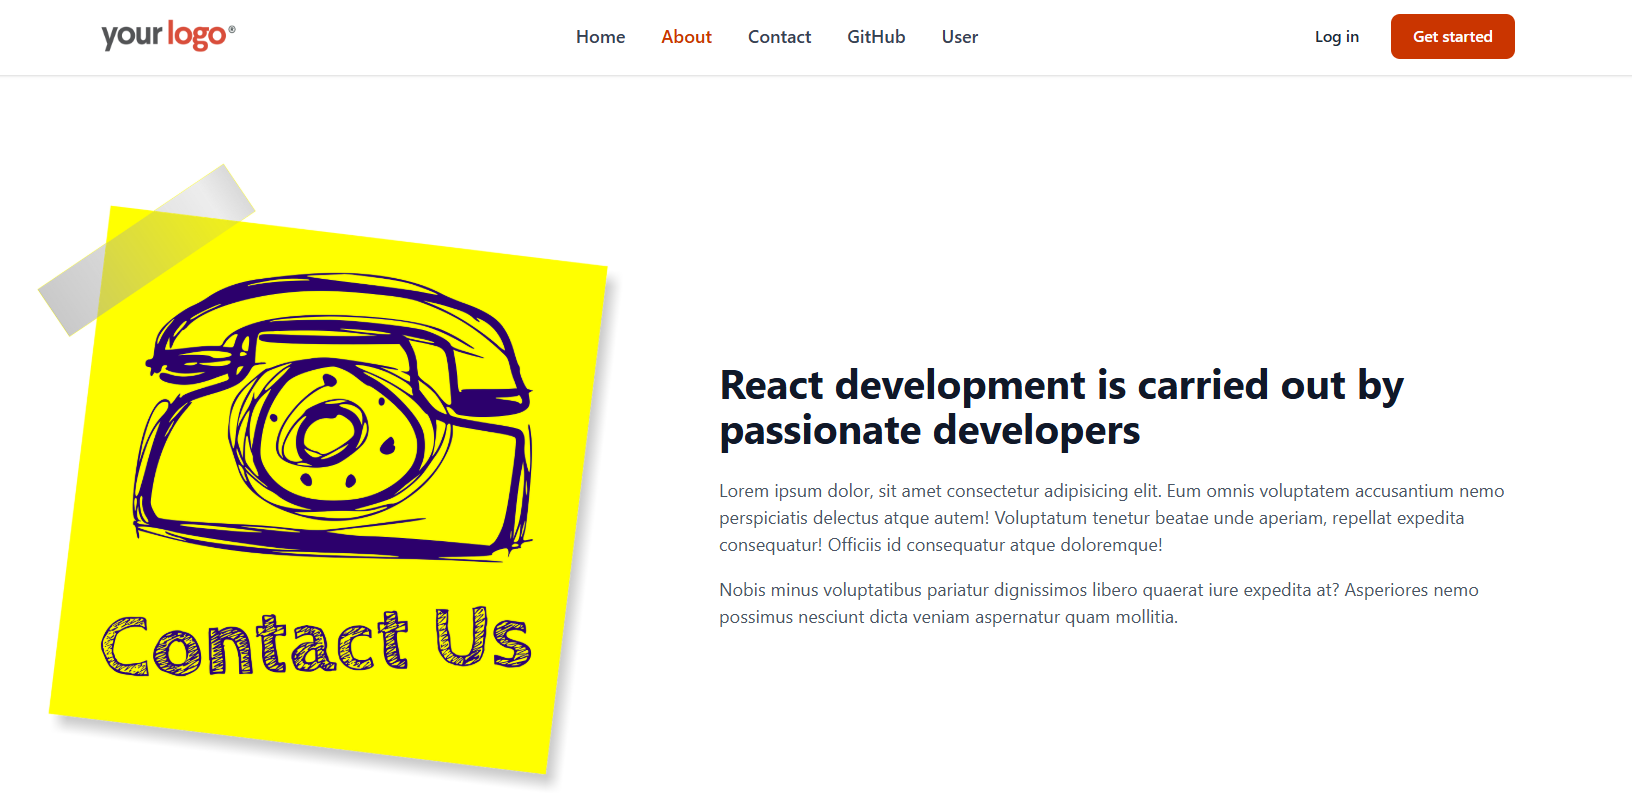 yourlogo®
Home About Contact GitHub User
Log in Get started
Contact Us
React development is carried out by
passionate developers
Lorem ipsum dolor, sit amet consectetur adipisicing elit. Eum omnis voluptatem accusantium nemo
perspiciatis delectus atque autem! Voluptatum tenetur beatae unde aperiam, repellat expedita
consequatur! Officiis id consequatur atque doloremque!
Nobis minus voluptatibus pariatur dignissimos libero quaerat iure expedita at? Asperiores nemo
possimus nesciunt dicta veniam aspernatur quam mollitia.